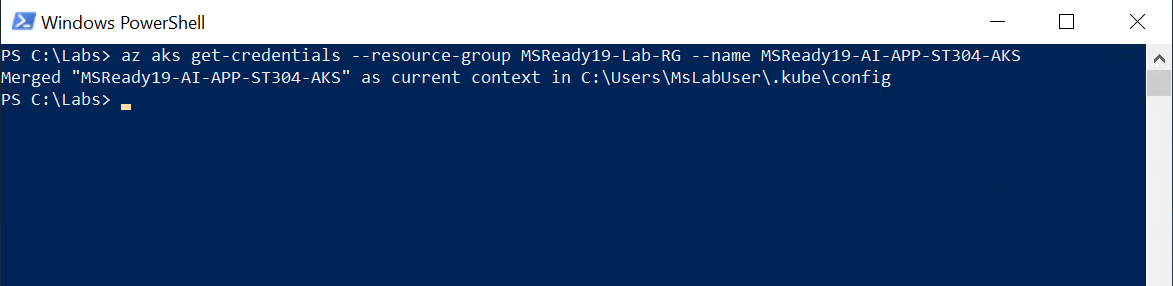 Windows PowerShell
PS C:\Labs> az aks get-credentials --resource-group MSReady19-Lab-RG --name MSReady19-AI-APP-ST304-AKS
Merged "MSReady19-AI-APP-ST304-AKS" as current context in C:\Users\MsLabUser\.kube\config
PS C:\Labs>